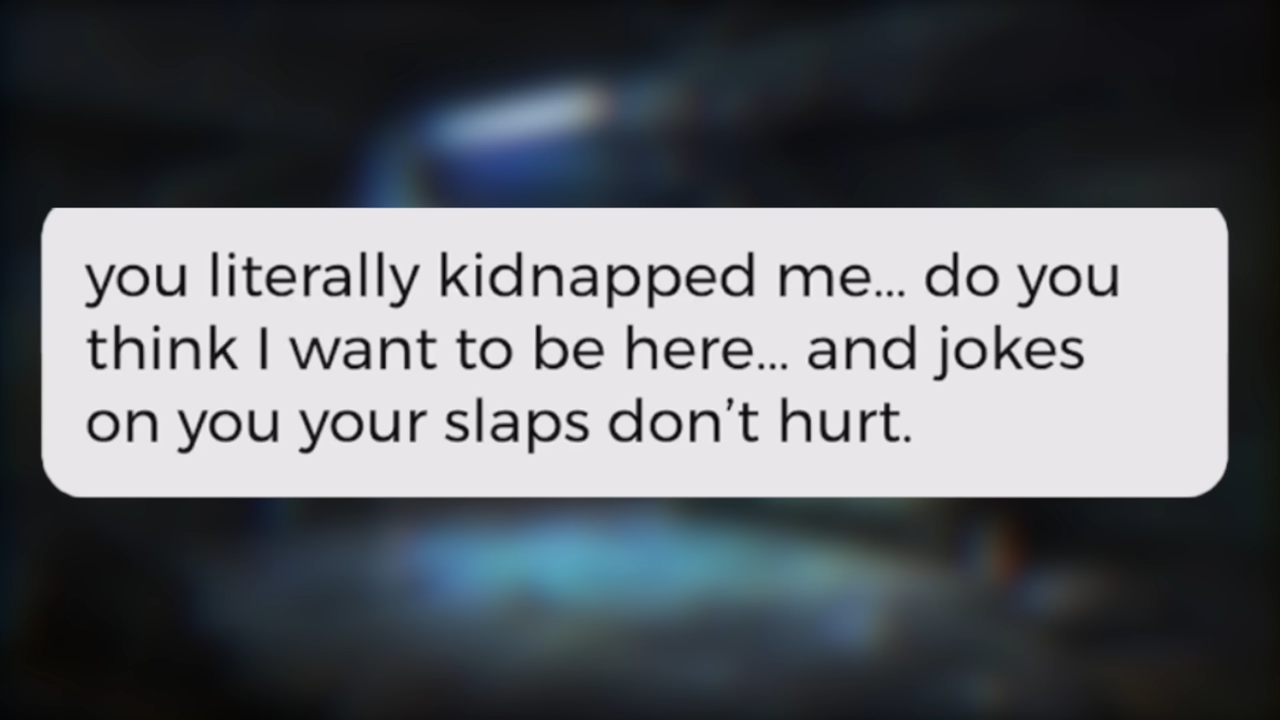 you literally kidnapped me... do you
think I want to be here... and jokes
on you your slaps don’t hurt.